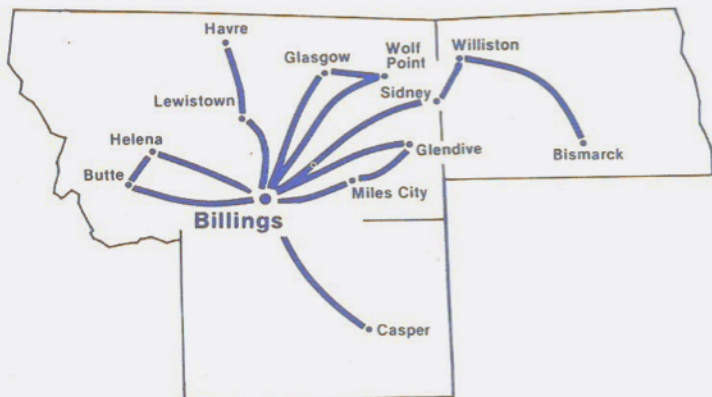 Havre
Glasgow
Wolf
Point
Williston
Sidney
Lewistown
Helena
Glendive
Bismarck
Butte
Miles City
Billings
Casper